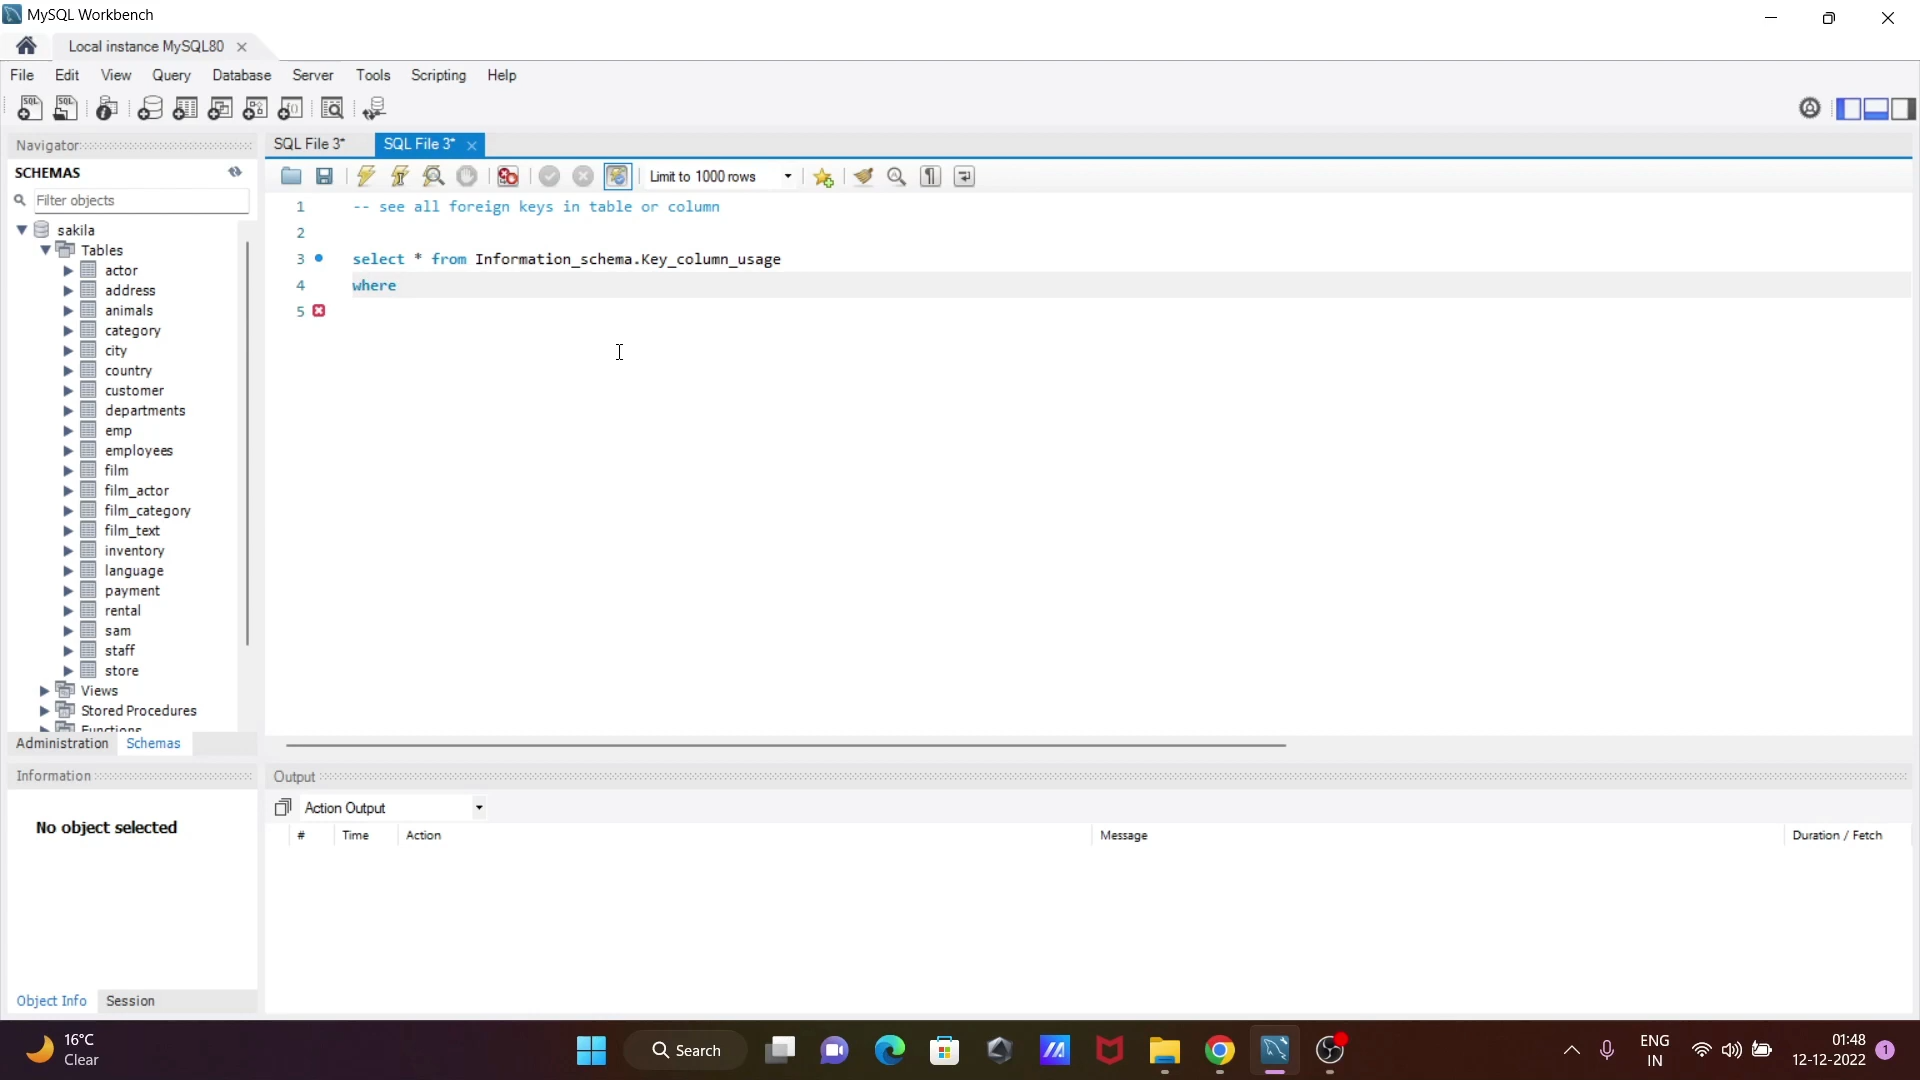 MySQL Workbench
Local instance MySQL80
File Edit View Query Database Server Tools Scripting Help
Navigator
SCHEMAS
Filter objects
sakila
Tables
actor
address
animals
category
city
country
customer
departments
emp
employees
film
film_actor
film_category
film_text
inventory
language
payment
rental
sam
staff
store
Views
Stored Procedures
Functions
Administration Schemas
Information
No object selected
Object Info Session
SQL File 3* SQL File 3*
Limit to 1000 rows
1 -- see all foreign keys in table or column
2
3 select * from Information_schema.Key_column_usage
4 where
5
Output
Action Output
# Time Action Message Duration / Fetch
16°C
Clear
Search
ENG
IN
01:48
12-12-2022
1